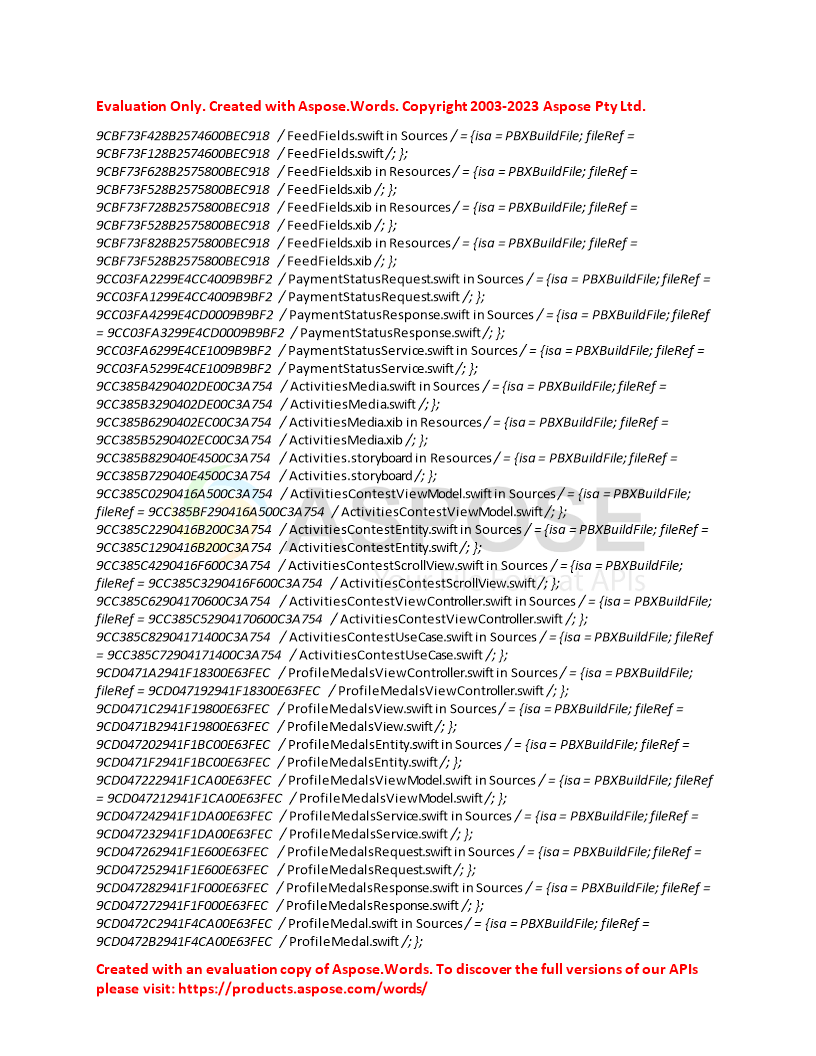 Evaluation Only. Created with Aspose.Words. Copyright 2003-2023 Aspose Pty Ltd.
9CBF73F428B2574600BEC918 / FeedFields.swift in Sources / = {isa = PBXBuildFile; fileRef =
9CBF73F128B2574600BEC918 / FeedFields.swift /; };
9CBF73F628B2575800BEC918 / FeedFields.xib in Resources / = {isa = PBXBuildFile; fileRef =
9CBF73F528B2575800BEC918 / FeedFields.xib /; };
9CBF73F728B2575800BEC918 / FeedFields.xib in Resources / = {isa = PBXBuildFile; fileRef =
9CBF73F528B2575800BEC918 / FeedFields.xib /; };
9CBF73F828B2575800BEC918 / FeedFields.xib in Resources / = {isa = PBXBuildFile; fileRef =
9CBF73F528B2575800BEC918 / FeedFields.xib /; };
9CC03FA2299E4CC4009B9BF2 / PaymentStatusRequest.swift in Sources / = {isa = PBXBuildFile; fileRef =
9CC03FA1299E4CC4009B9BF2 / PaymentStatusRequest.swift /; };
9CC03FA4299E4CD0009B9BF2 / PaymentStatusResponse.swift in Sources / = {isa = PBXBuildFile; fileRef
= 9CC03FA3299E4CD0009B9BF2 / PaymentStatusResponse.swift /; };
9CC03FA6299E4CE1009B9BF2 / PaymentStatusService.swift in Sources / = {isa = PBXBuildFile; fileRef =
9CC03FA5299E4CE1009B9BF2 / PaymentStatusService.swift /; };
9CC385B4290402DE00C3A754 / ActivitiesMedia.swift in Sources / = {isa = PBXBuildFile; fileRef =
9CC385B3290402DE00C3A754 / ActivitiesMedia.swift /; };
9CC385B6290402EC00C3A754 / ActivitiesMedia.xib in Resources / = {isa = PBXBuildFile; fileRef =
9CC385B5290402EC00C3A754 / ActivitiesMedia.xib /; };
9CC385B829040E4500C3A754 / Activities.storyboard in Resources / = {isa = PBXBuildFile; fileRef =
9CC385B729040E4500C3A754 / Activities.storyboard /; };
9CC385C0290416A500C3A754 / ActivitiesContestViewModel.swift in Sources / = {isa = PBXBuildFile;
fileRef = 9CC385BF290416A500C3A754 / ActivitiesContestViewModel.swift /; };
9CC385C2290416B200C3A754 / ActivitiesContestEntity.swift in Sources / = {isa = PBXBuildFile; fileRef =
9CC385C1290416B200C3A754 / ActivitiesContestEntity.swift /; };
9CC385C4290416F600C3A754 / ActivitiesContestScrollView.swift in Sources / = {isa = PBXBuildFile;
fileRef = 9CC385C3290416F600C3A754 / ActivitiesContestScrollView.swift /; };
9CC385C62904170600C3A754 / ActivitiesContestViewController.swift in Sources / = {isa = PBXBuildFile;
fileRef = 9CC385C52904170600C3A754 / ActivitiesContestViewController.swift /; };
9CC385C82904171400C3A754 / ActivitiesContestUseCase.swift in Sources / = {isa = PBXBuildFile; fileRef
= 9CC385C72904171400C3A754 / ActivitiesContestUseCase.swift /; };
9CD0471A2941F18300E63FEC / ProfileMedalsViewController.swift in Sources / = {isa = PBXBuildFile;
fileRef = 9CD047192941F18300E63FEC / ProfileMedalsViewController.swift /; };
9CD0471C2941F19800E63FEC / ProfileMedalsView.swift in Sources / = {isa = PBXBuildFile; fileRef =
9CD0471B2941F19800E63FEC / ProfileMedalsView.swift /; };
9CD047202941F1BC00E63FEC / ProfileMedalsEntity.swift in Sources / = {isa = PBXBuildFile; fileRef =
9CD0471F2941F1BC00E63FEC / ProfileMedalsEntity.swift /; };
9CD047222941F1CA00E63FEC / ProfileMedalsViewModel.swift in Sources / = {isa = PBXBuildFile; fileRef
= 9CD047212941F1CA00E63FEC / ProfileMedalsViewModel.swift /; };
9CD047242941F1DA00E63FEC / ProfileMedalsService.swift in Sources / = {isa = PBXBuildFile; fileRef =
9CD047232941F1DA00E63FEC / ProfileMedalsService.swift /; };
9CD047262941F1E600E63FEC / ProfileMedalsRequest.swift in Sources / = {isa = PBXBuildFile; fileRef =
9CD047252941F1E600E63FEC / ProfileMedalsRequest.swift /; };
9CD047282941F1F000E63FEC / ProfileMedalsResponse.swift in Sources / = {isa = PBXBuildFile; fileRef =
9CD047272941F1F000E63FEC / ProfileMedalsResponse.swift /; };
9CD0472C2941F4CA00E63FEC / ProfileMedal.swift in Sources / = {isa = PBXBuildFile; fileRef =
9CD0472B2941F4CA00E63FEC / ProfileMedal.swift /; };
ASPOSE
at APIs
Created with an evaluation copy of Aspose.Words. To discover the full versions of our APIs
please visit: https://products.aspose.com/words/